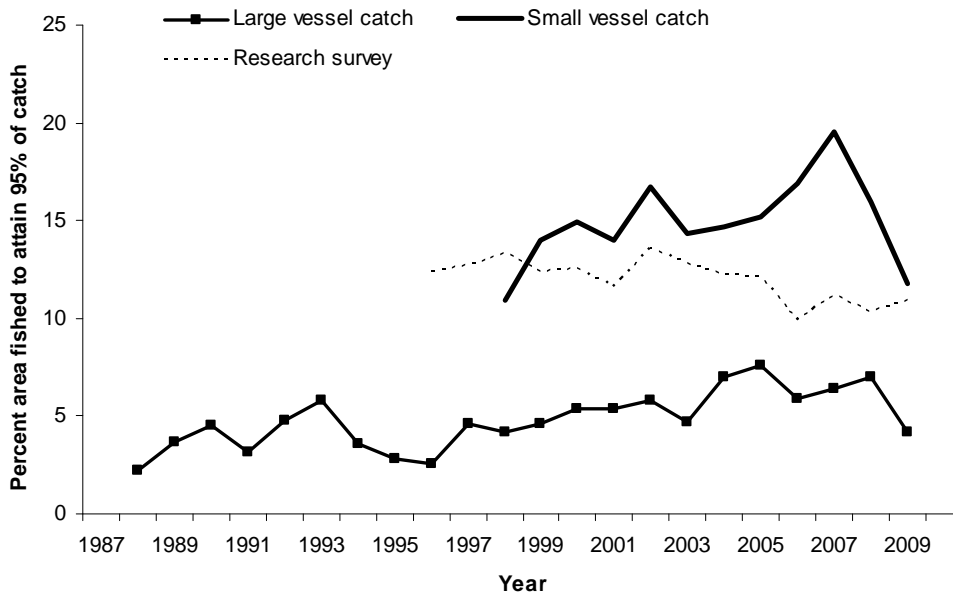 Large vessel catch Small vessel catch
Research survey
Percent area fished to attain 95% of catch
25
20
15
10
5
0
1987 1989 1991 1993 1995 1997 1999 2001 2003 2005 2007 2009
Year